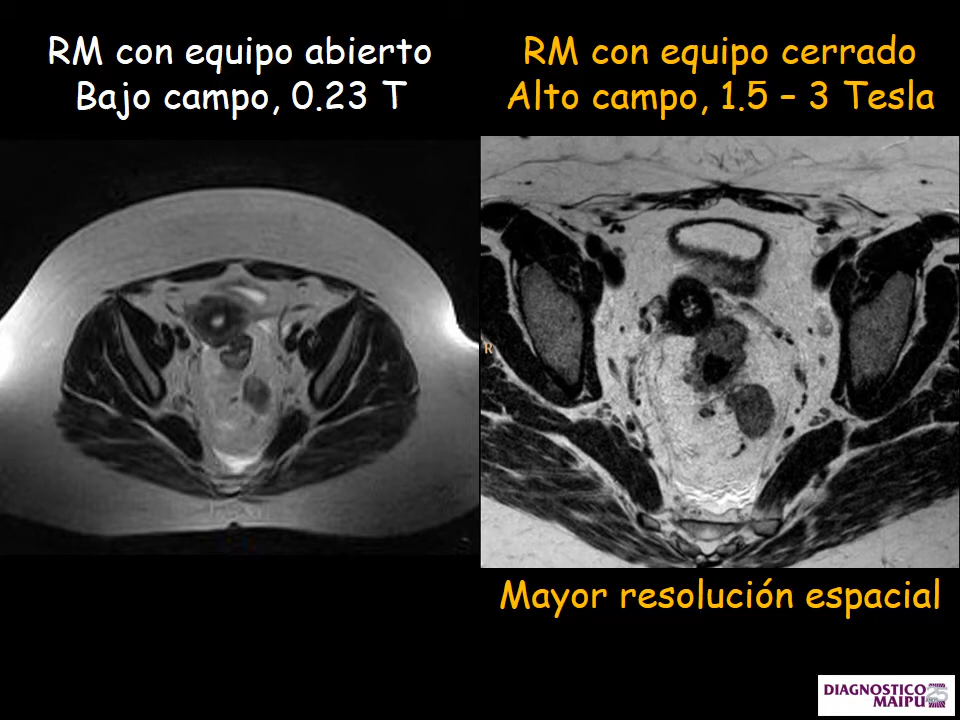 RM con equipo abierto
Bajo campo, 0.23 T
RM con equipo cerrado
Alto campo, 1.5 – 3 Tesla
R
Mayor resolución espacial
DIAGNOSTICO
MAIPU
25